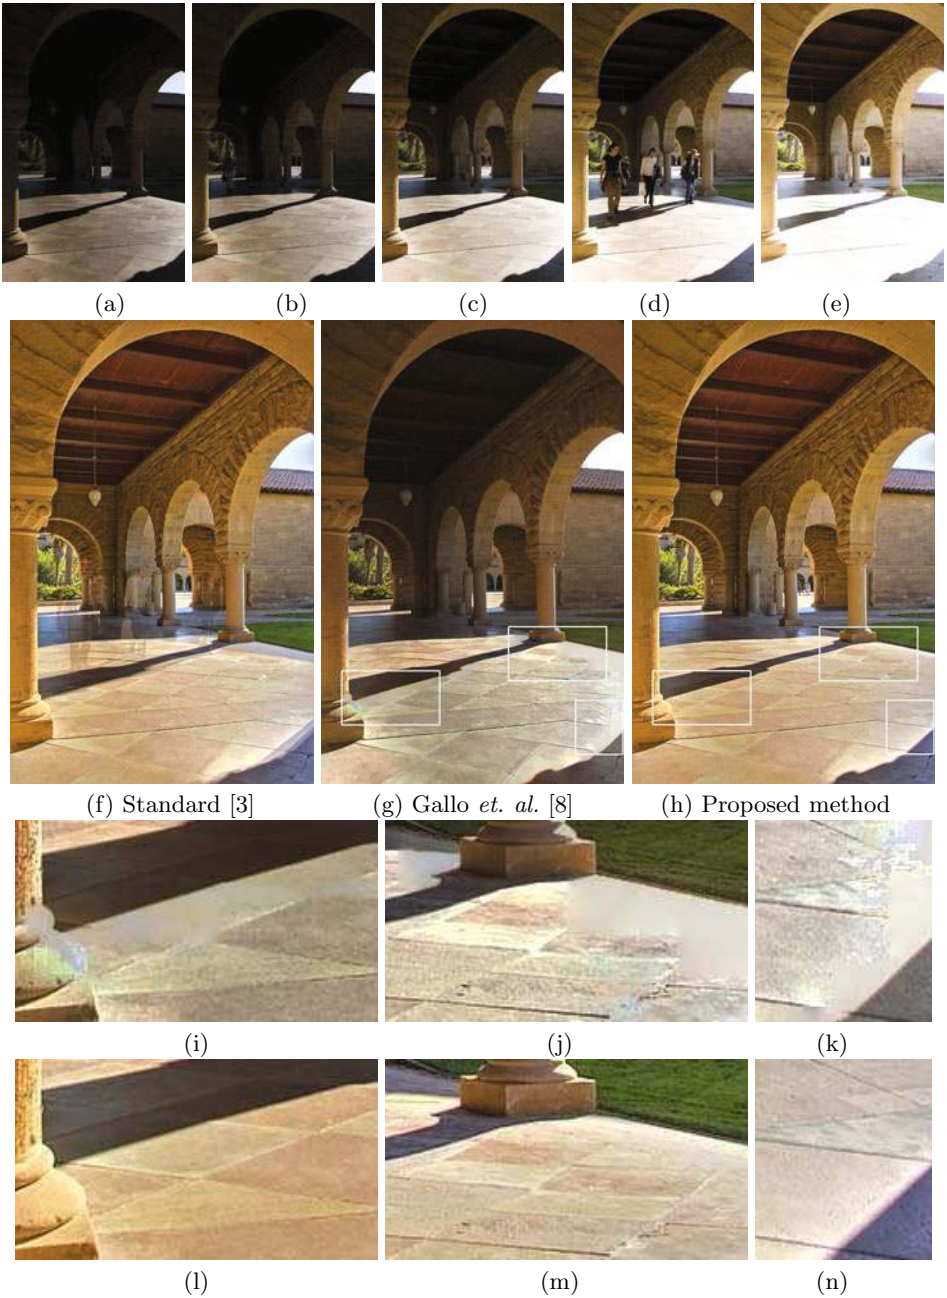 (a)
(b)
(c)
(d)
(e)
(f) Standard [3]
(g) Gallo et. al. [8]
(h) Proposed method
(i)
(j)
(k)
(l)
(m)
(n)